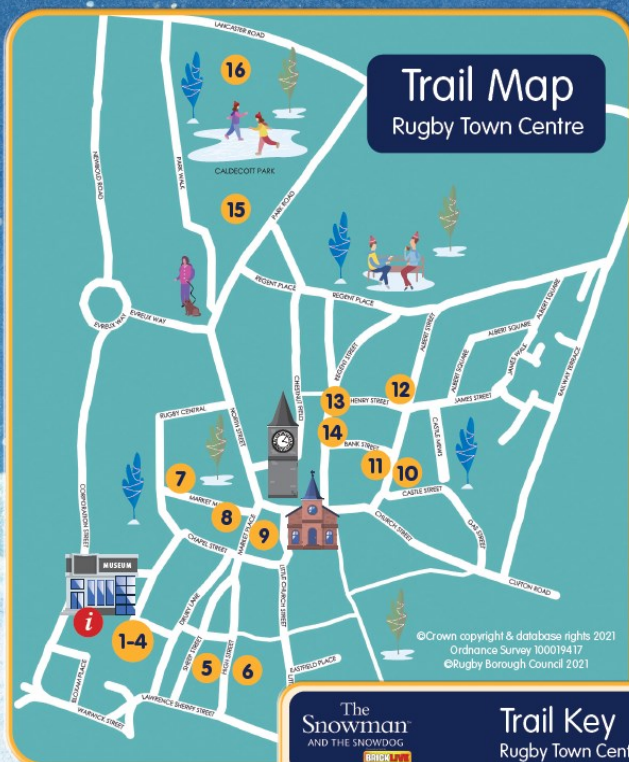 Trail Map
Rugby Town Centre
LANCASTER ROAD
16
NEWBOLD ROAD
PARK WALK
CALDECOTT PARK
15
PARK ROAD
REGENT PLACE
REGENT PLACE
EVREUX WAY
EVREUX WAY
ALBERT SQUARE
ALBERT SQUARE
ALBERT STREET
ALBERT SQUARE
JAMES WALK
RAILWAY TERRACE
REGENT STREET
CHESTNUT FIELD
12
13
HENRY STREET
JAMES STREET
RUGBY CENTRAL
NORTH STREET
14
BANK STREET
CASTLE MEWS
11
10
7
CASTLE STREET
MARKET M
8
CHURCH STREET
GAS STREET
CORPORATION STREET
MARKET PLACE
9
CHAPEL STREET
MUSEUM
i
LITTLE CHURCH STREET
CLIFTON ROAD
DRURY LANE
1-4
SHEEP STREET
5
HIGH STREET
6
EASTFIELD PLACE
BLOXAM PLACE
LAWRENCE SHERIFF STREET
WARWICK STREET
©Crown copyright & database rights 2021
Ordnance Survey 100019417
©Rugby Borough Council 2021
The
Snowman™
AND THE SNOWDOG
BRICKLIVE
Trail Key
Rugby Town Cent